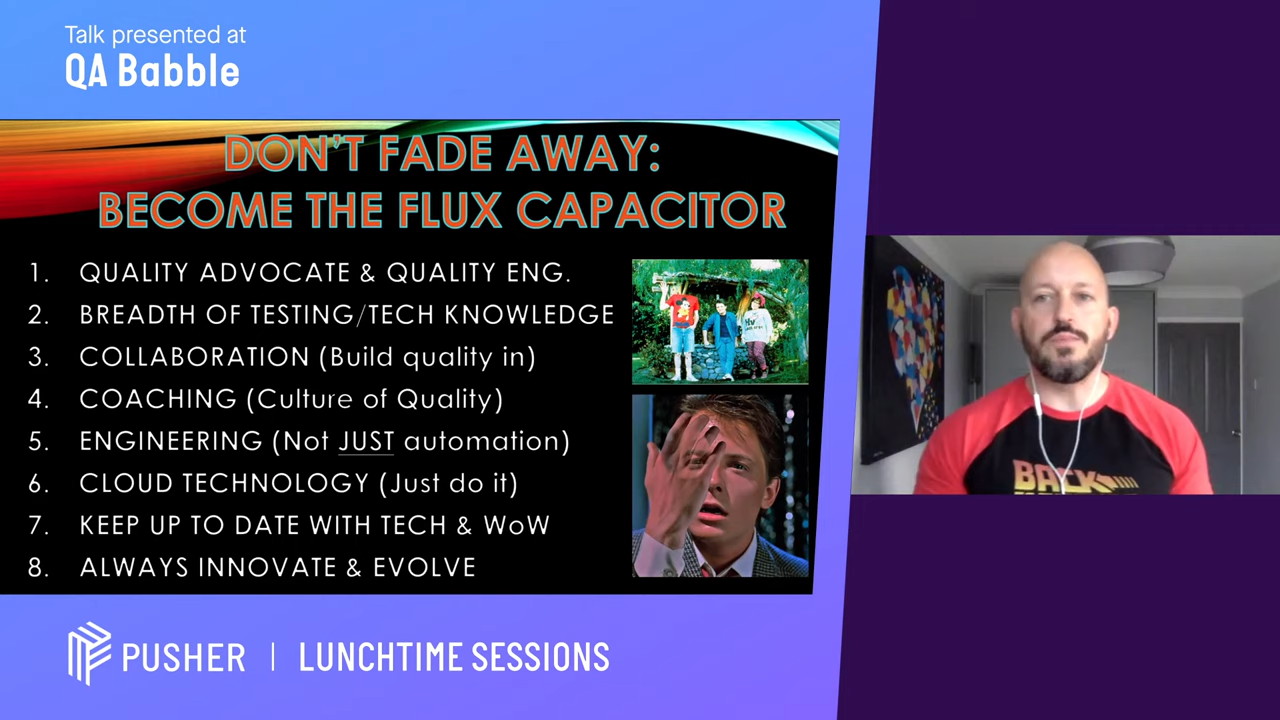 Talk presented at
QA Babble
DON'T FADE AWAY:
BECOME THE FLUX CAPACITOR
1. QUALITY ADVOCATE & QUALITY ENG.
2. BREADTH OF TESTING/TECH KNOWLEDGE
3. COLLABORATION (Build quality in)
4. COACHING (Culture of Quality)
5. ENGINEERING (Not JUST automation)
6. CLOUD TECHNOLOGY (Just do it)
7. KEEP UP TO DATE WITH TECH & WoW
8. ALWAYS INNOVATE & EVOLVE
BACK
PUSHER | LUNCHTIME SESSIONS